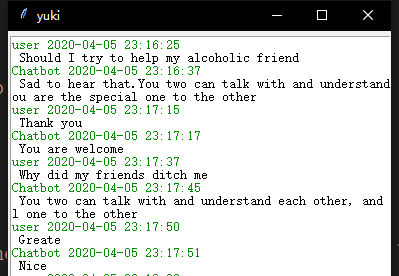 yuki
user 2020-04-05 23:16:25
Should I try to help my alcoholic friend
Chatbot 2020-04-05 23:16:37
Sad to hear that.You two can talk with and understand
ou are the special one to the other
user 2020-04-05 23:17:15
Thank you
Chatbot 2020-04-05 23:17:17
You are welcome
user 2020-04-05 23:17:37
Why did my friends ditch me
Chatbot 2020-04-05 23:17:45
You two can talk with and understand each other, and
l one to the other
user 2020-04-05 23:17:50
Greate
Chatbot 2020-04-05 23:17:51
Nice